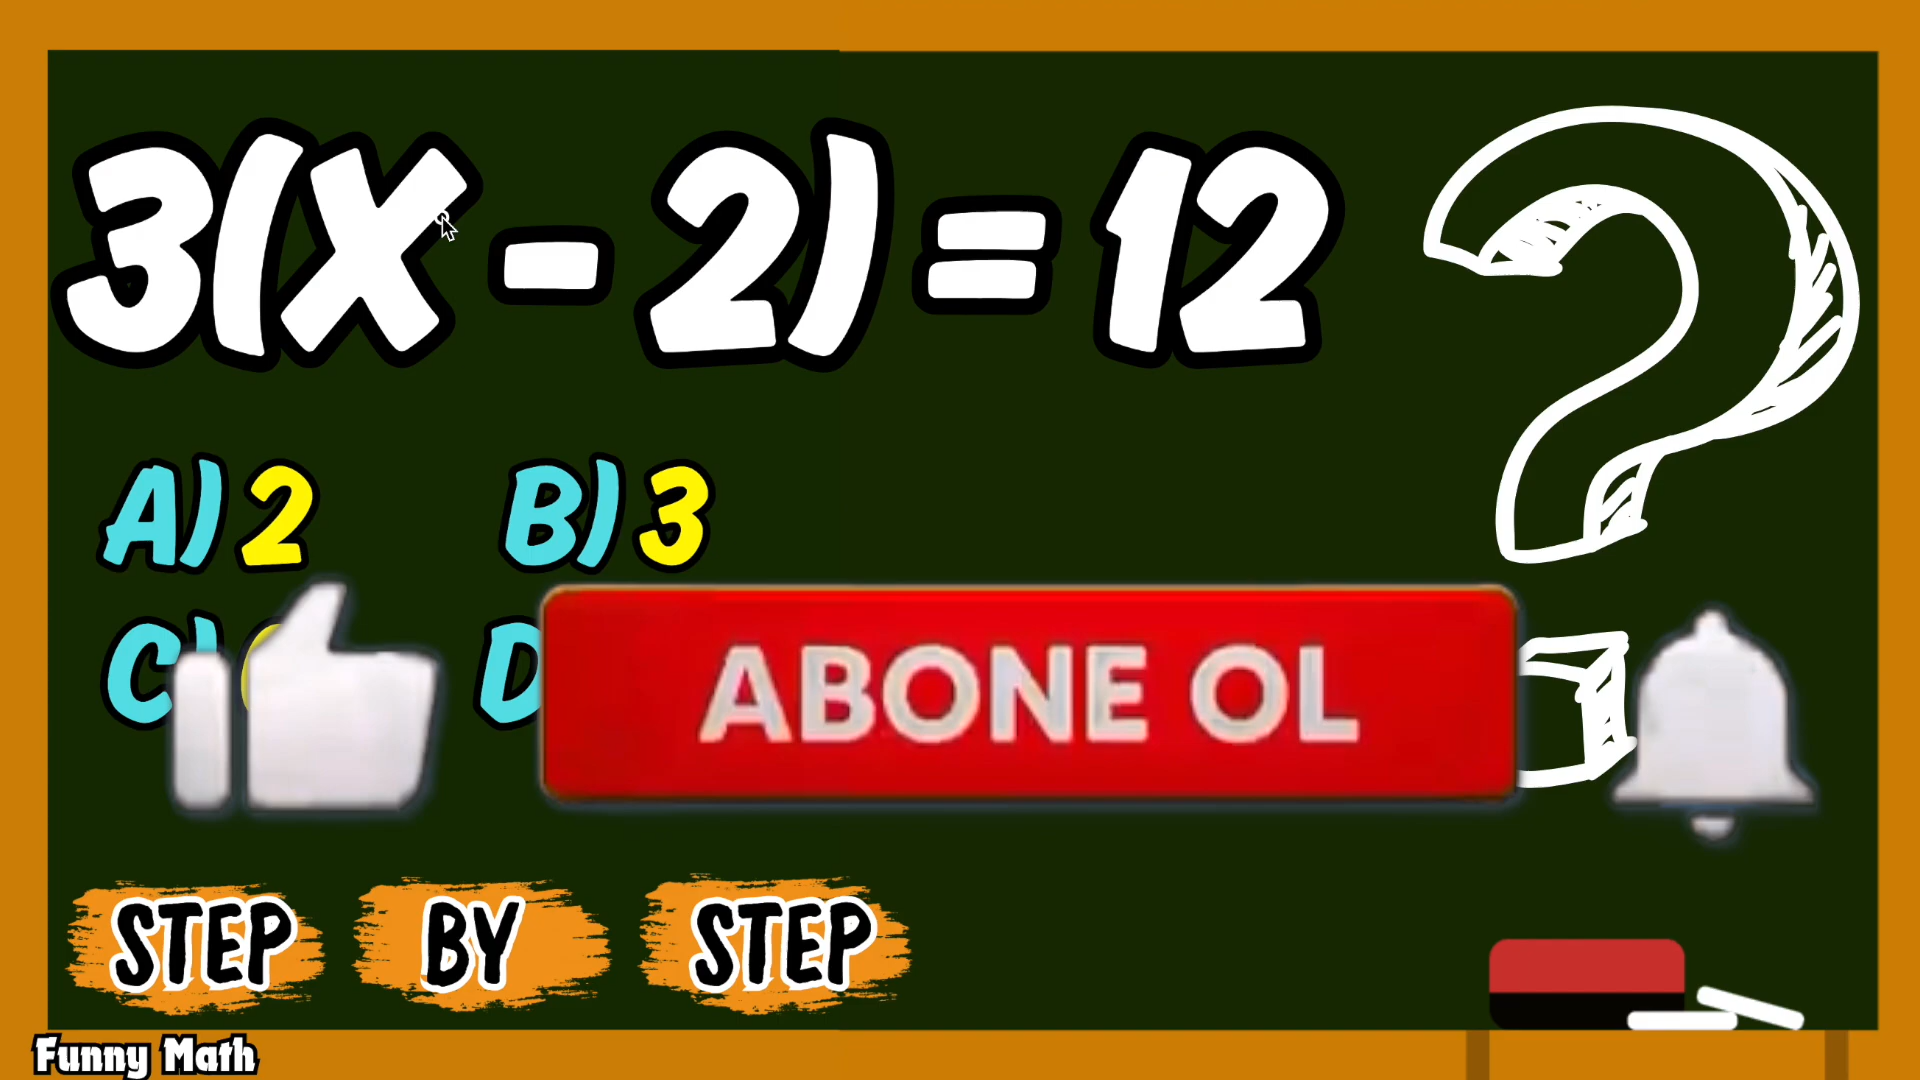 3(X - 2) = 12
A) 2 B) 3
C) D
ABONE OL
STEP BY STEP
Funny Math